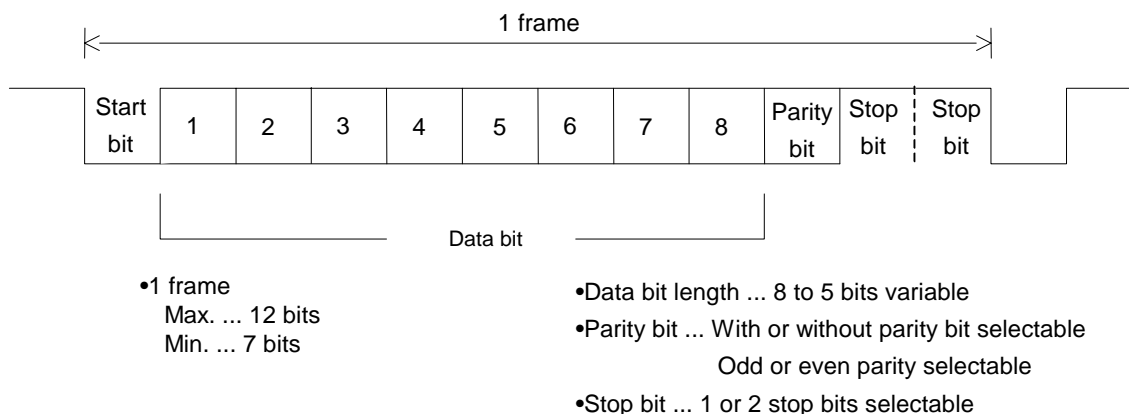 1 frame
Start bit
1 2 3 4 5 6 7 8
Parity bit
Stop bit
Stop bit
Data bit
•1 frame
Max. ... 12 bits
Min. ... 7 bits
•Data bit length ... 8 to 5 bits variable
•Parity bit ... With or without parity bit selectable
Odd or even parity selectable
•Stop bit ... 1 or 2 stop bits selectable